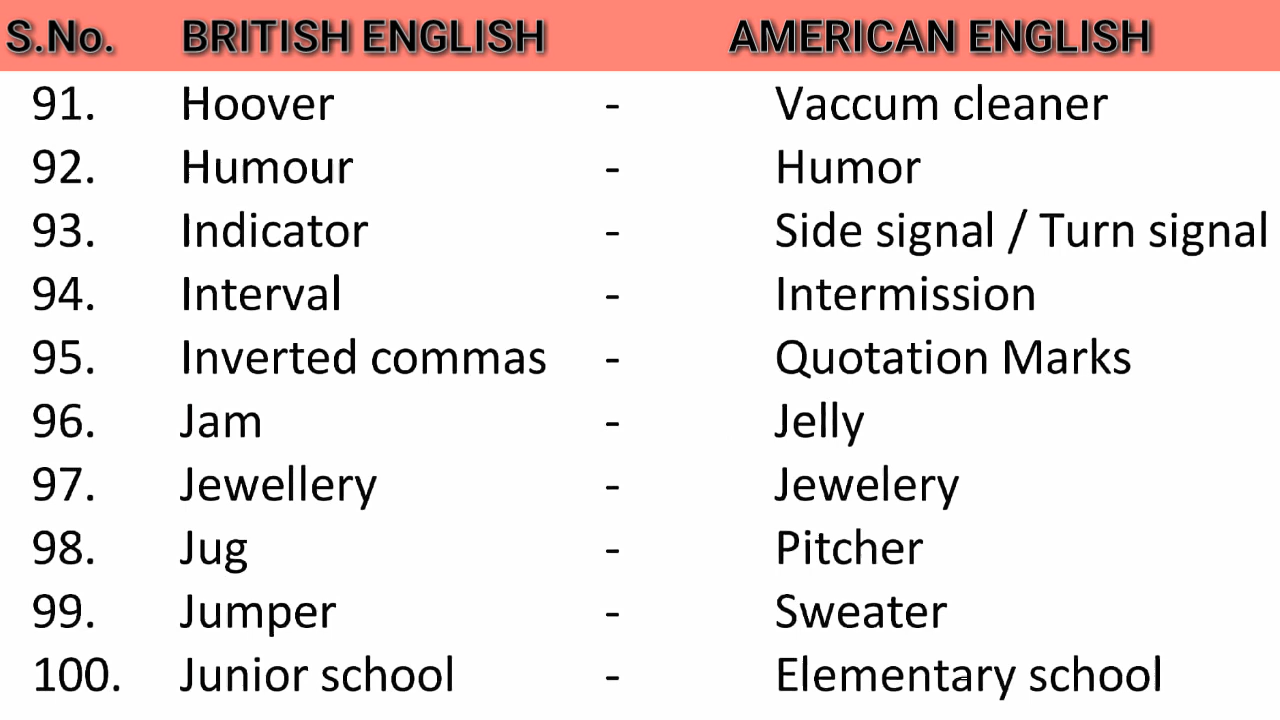 S.No. BRITISH ENGLISH AMERICAN ENGLISH
91. Hoover - Vaccum cleaner
92. Humour - Humor
93. Indicator - Side signal / Turn signal
94. Interval - Intermission
95. Inverted commas - Quotation Marks
96. Jam - Jelly
97. Jewellery - Jewelery
98. Jug - Pitcher
99. Jumper - Sweater
100. Junior school - Elementary school